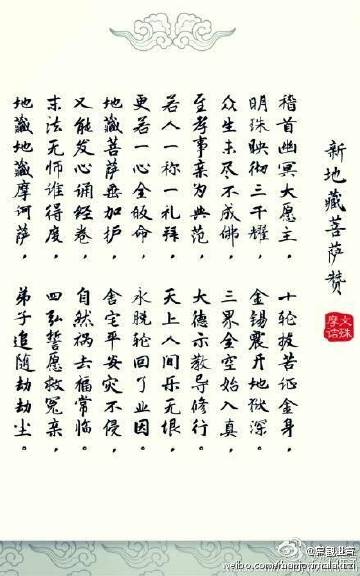 新地藏菩萨赞
文殊
摩诘
稽首幽冥大愿主。十轮拔苦证金身，
明珠映彻三千耀，金锡震开地狱深。
众生未尽不成佛，三界全空始入真，
至孝事亲为典范，大德示教导修行。
若人一称一礼拜，天上人间乐无垠，
更若一心全皈命，永脱轮回了业因。
地藏菩萨垂加护，舍宅平安灾不侵。
又能发心诵经卷，自然祸去福常临。
末法无师谁得度，四弘誓愿救冤亲，
地藏地藏摩诃萨，弟子追随劫劫尘。